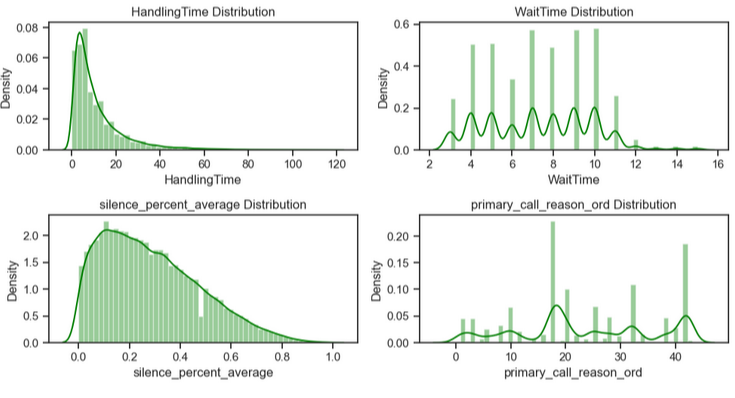 HandlingTime Distribution
Density
0.08
0.06
0.04
0.02
0.00
0 20 40 60 80 100 120
HandlingTime
WaitTime Distribution
Density
0.6
0.4
0.2
0.0
2 4 6 8 10 12 14 16
WaitTime
silence_percent_average Distribution
Density
2.0
1.5
1.0
0.5
0.0
0.0 0.2 0.4 0.6 0.8 1.0
silence_percent_average
primary_call_reason_ord Distribution
Density
0.20
0.15
0.10
0.05
0.00
0 10 20 30 40
primary_call_reason_ord